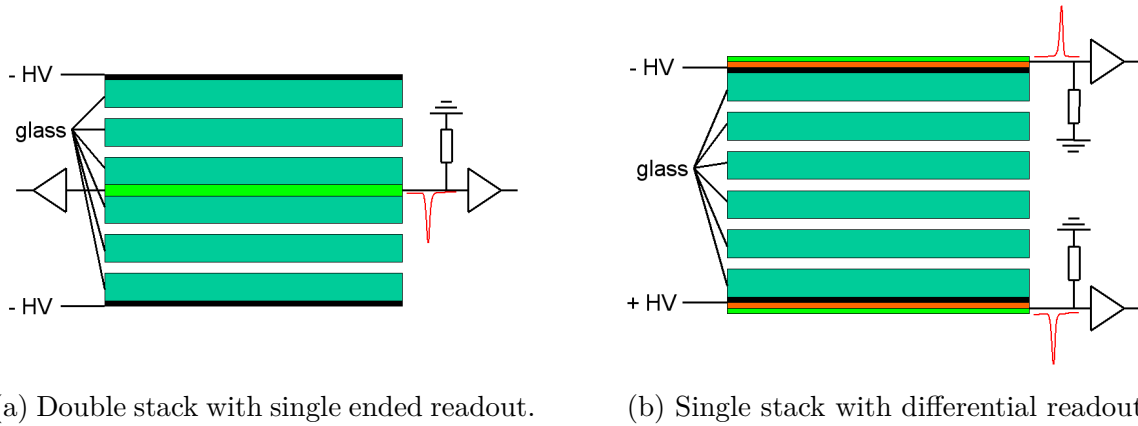 - HV
glass
- HV
- HV
glass
+ HV
(a) Double stack with single ended readout.
(b) Single stack with differential readout